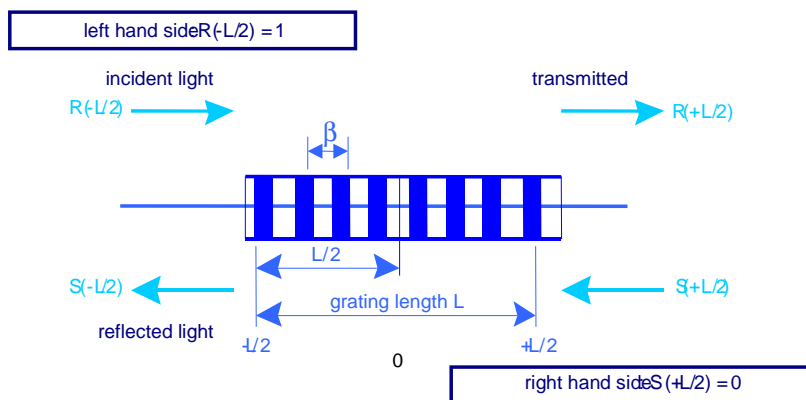 left hand sideR(-L/2) = 1
incident light
transmitted
R(-L/2)
R(+L/2)
β
L/2
S(-L/2)
S(+L/2)
grating length L
reflected light
-L/2
+L/2
0
right hand side S(+L/2) = 0